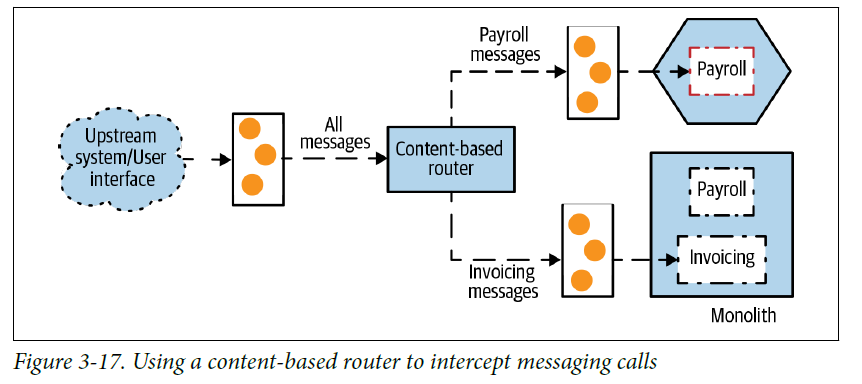 Upstream
system/User
interface
All
messages
Content-based
router
Payroll
messages
Payroll
Invoicing
messages
Payroll
Invoicing
Monolith
Figure 3-17. Using a content-based router to intercept messaging calls